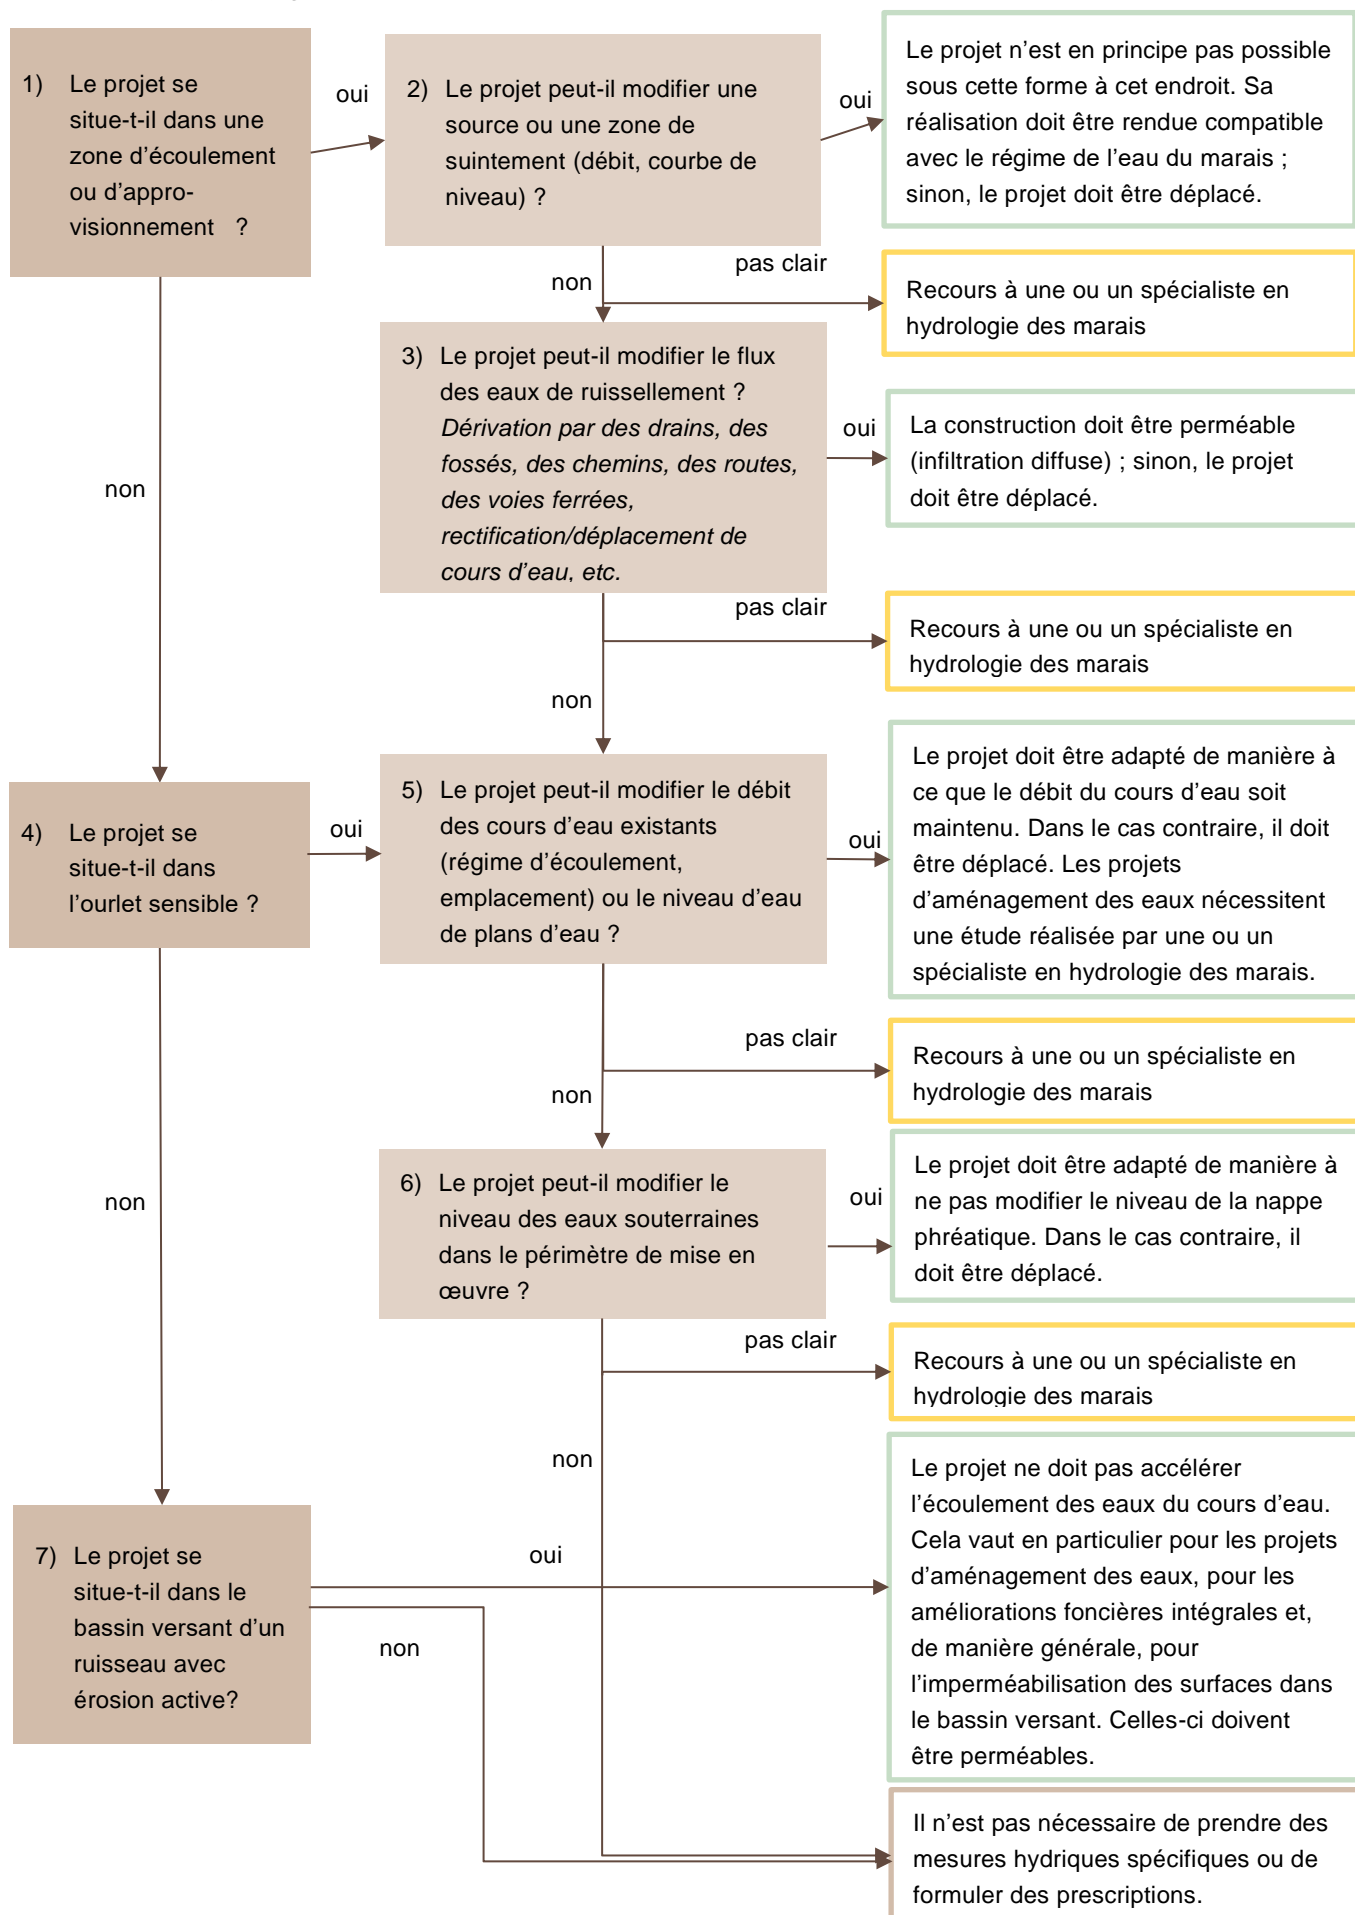 1) Le projet se
situe-t-il dans une
zone d'écoulement
ou d'appro-
visionnement ?
oui
2) Le projet peut-il modifier une
source ou une zone de
suintement (débit, courbe de
niveau) ?
oui
Le projet n'est en principe pas possible
sous cette forme à cet endroit. Sa
réalisation doit être rendue compatible
avec le régime de l'eau du marais ;
sinon, le projet doit être déplacé.
pas clair
non
Recours à une ou un spécialiste en
hydrologie des marais
3) Le projet peut-il modifier le flux
des eaux de ruissellement ?
Dérivation par des drains, des
fossés, des chemins, des routes,
des voies ferrées,
rectification/déplacement de
cours d'eau, etc.
oui
La construction doit être perméable
(infiltration diffuse) ; sinon, le projet
doit être déplacé.
non
pas clair
Recours à une ou un spécialiste en
hydrologie des marais
non
4) Le projet se
situe-t-il dans
l'ourlet sensible ?
oui
5) Le projet peut-il modifier le débit
des cours d'eau existants
(régime d'écoulement,
emplacement) ou le niveau d'eau
de plans d'eau ?
oui
Le projet doit être adapté de manière à
ce que le débit du cours d'eau soit
maintenu. Dans le cas contraire, il doit
être déplacé. Les projets
d'aménagement des eaux nécessitent
une étude réalisée par une ou un
spécialiste en hydrologie des marais.
pas clair
Recours à une ou un spécialiste en
hydrologie des marais
non
non
6) Le projet peut-il modifier le
niveau des eaux souterraines
dans le périmètre de mise en
œuvre ?
oui
Le projet doit être adapté de manière à
ne pas modifier le niveau de la nappe
phréatique. Dans le cas contraire, il
doit être déplacé.
pas clair
Recours à une ou un spécialiste en
hydrologie des marais
non
7) Le projet se
situe-t-il dans le
bassin versant d'un
ruisseau avec
érosion active?
oui
non
Le projet ne doit pas accélérer
l'écoulement des eaux du cours d'eau.
Cela vaut en particulier pour les projets
d'aménagement des eaux, pour les
améliorations foncières intégrales et,
de manière générale, pour
l'imperméabilisation des surfaces dans
le bassin versant. Celles-ci doivent
être perméables.
Il n'est pas nécessaire de prendre des
mesures hydriques spécifiques ou de
formuler des prescriptions.